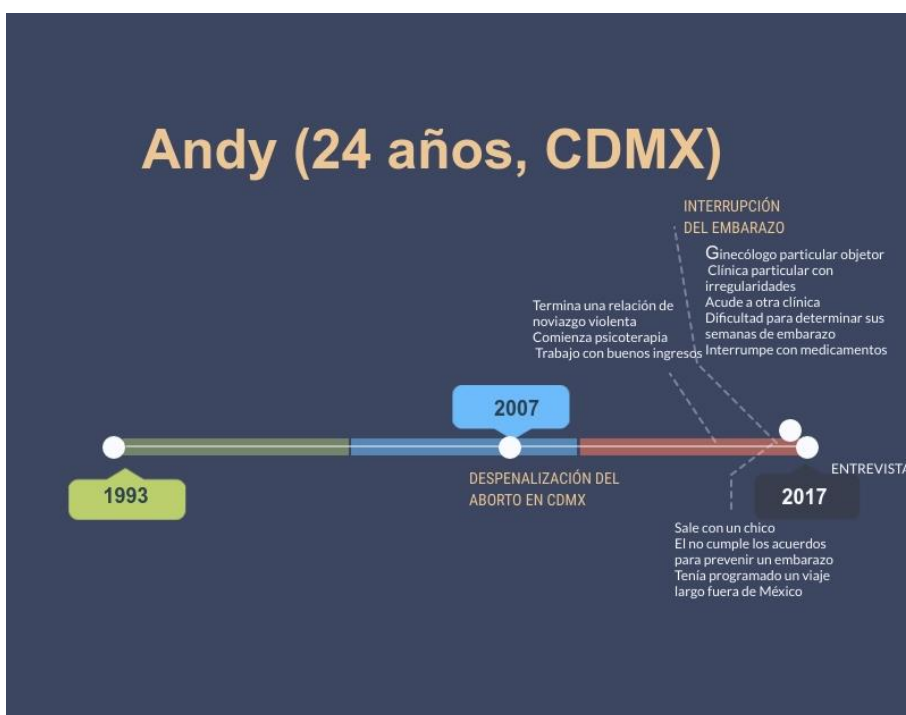 Andy (24 años, CDMX)
INTERRUPCIÓN
DEL EMBARAZO
Ginecólogo particular objetor
Clínica particular con
irregularidades
Acude a otra clínica
Dificultad para determinar sus
semanas de embarazo
Interrumpe con medicamentos
Termina una relación de
noviazgo violenta
Comienza psicoterapia
Trabajo con buenos ingresos
2007
DESPENALIZACIÓN DEL
ABORTO EN CDMX
1993
ENTREVISTA
2017
Sale con un chico
El no cumple los acuerdos
para prevenir un embarazo
Tenía programado un viaje
largo fuera de México